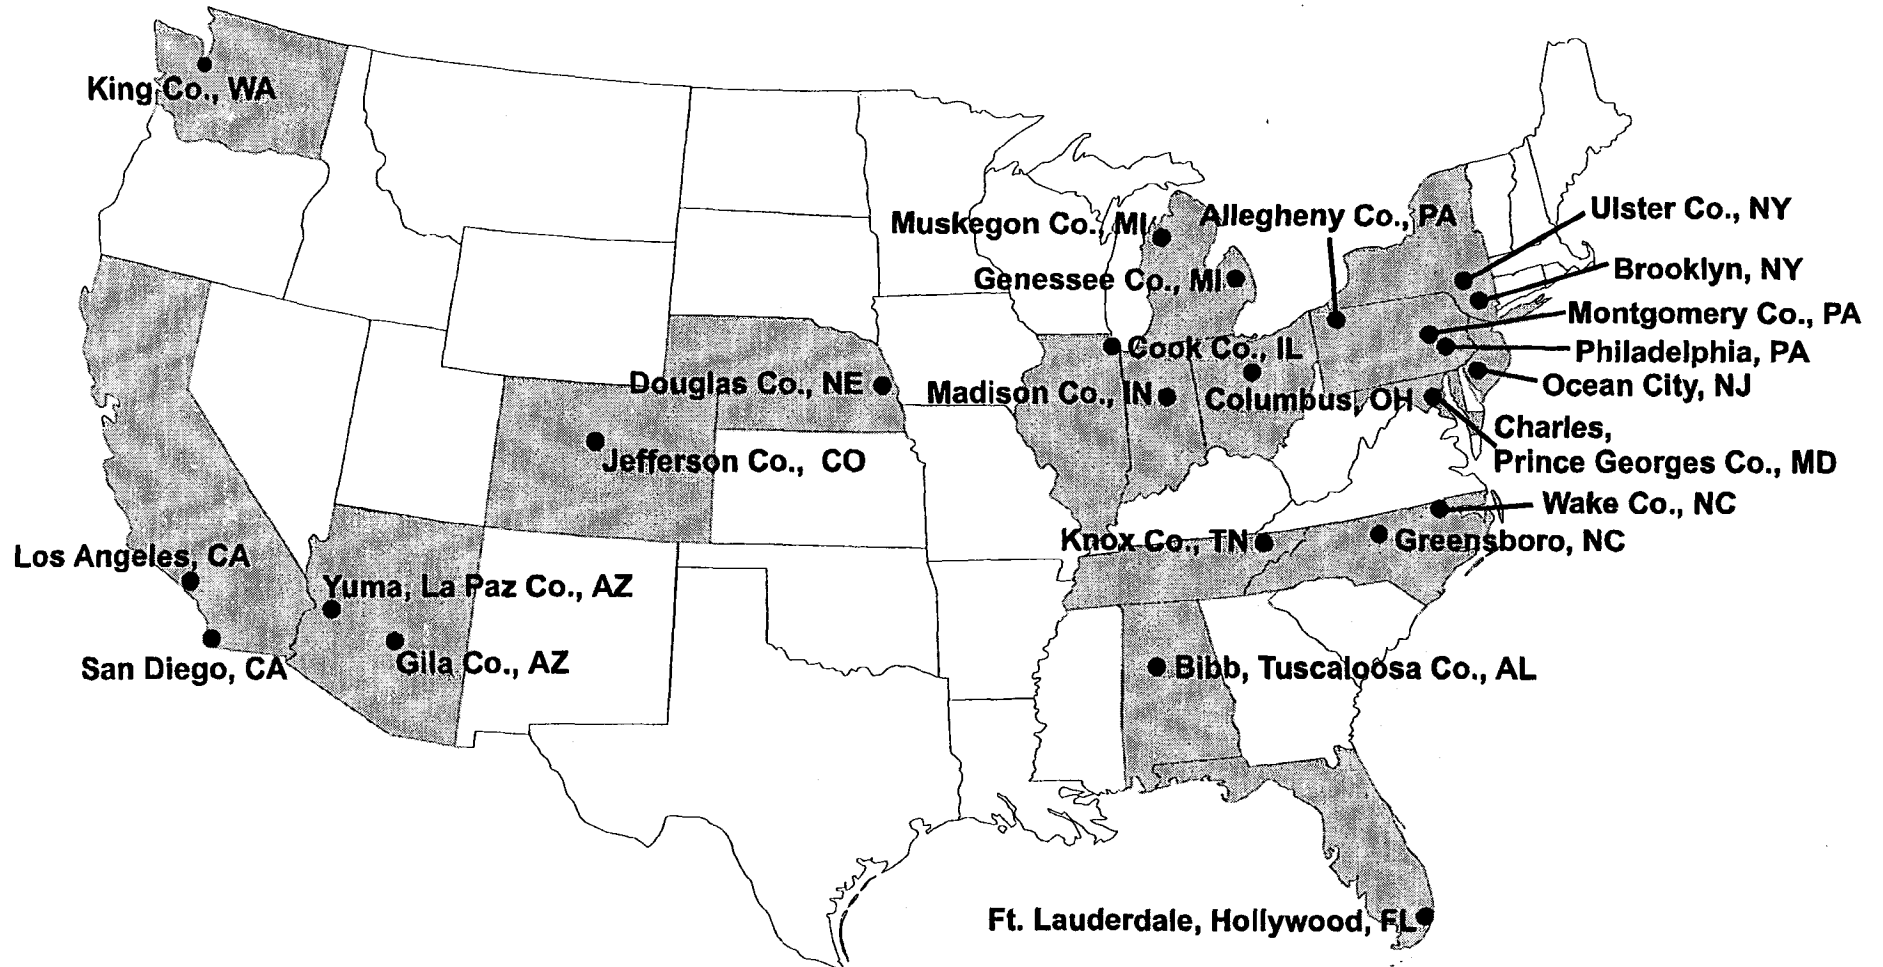 King Co., WA
Muskegon Co., MI
Allegheny Co., PA
Ulster Co., NY
Genessee Co., MI
Brooklyn, NY
Montgomery Co., PA
Cook Co., IL
Philadelphia, PA
Douglas Co., NE
Madison Co., IN
Columbus, OH
Ocean City, NJ
Charles,
Prince Georges Co., MD
Jefferson Co., CO
Wake Co., NC
Knox Co., TN
Greensboro, NC
Los Angeles, CA
Yuma, La Paz Co., AZ
San Diego, CA
Gila Co., AZ
Bibb, Tuscaloosa Co., AL
Ft. Lauderdale, Hollywood, FL